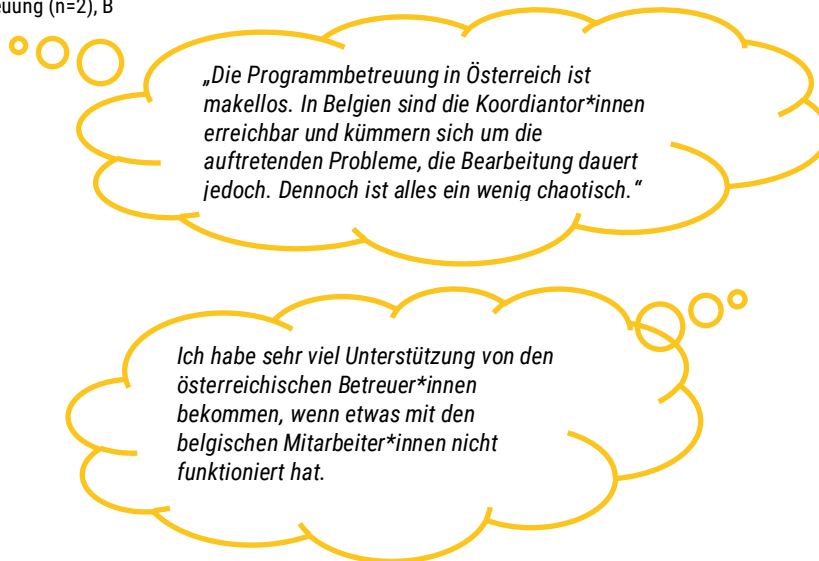 euung (n=2), B
„Die Programmbetreuung in Österreich ist
makellos. In Belgien sind die Koordiantor*innen
erreichbar und kümmern sich um die
auftretenden Probleme, die Bearbeitung dauert
jedoch. Dennoch ist alles ein wenig chaotisch.“
Ich habe sehr viel Unterstützung von den
österreichischen Betreuer*innen
bekommen, wenn etwas mit den
belgischen Mitarbeiter*innen nicht
funktioniert hat.